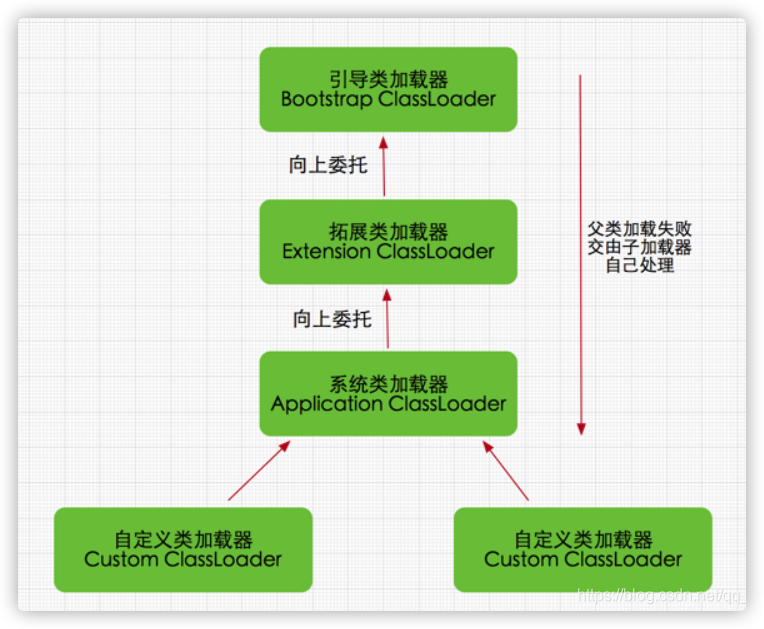 引导类加载器
Bootstrap ClassLoader
向上委托
拓展类加载器
Extension ClassLoader
父类加载失败
交由子加载器
自己处理
向上委托
系统类加载器
Application ClassLoader
自定义类加载器
Custom ClassLoader
自定义类加载器
Custom ClassLoader
https://blog.csdn.net/qq_